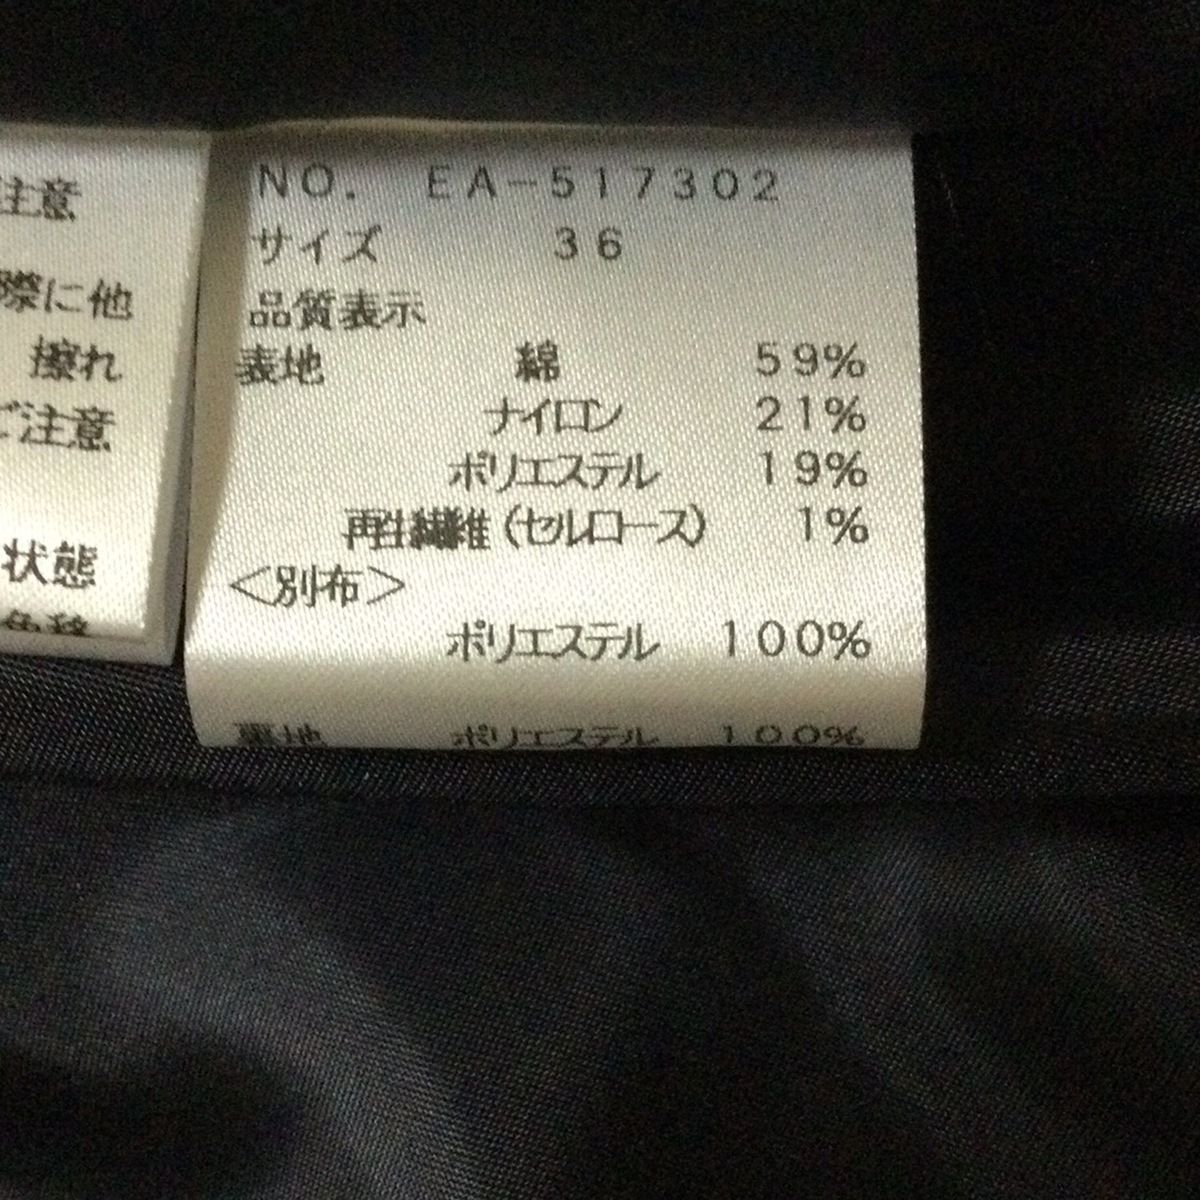 注意
際に他
擦れ
ご注意
状態
色移
NO. EA-517302
サイズ 36
品質表示
表地 綿 59%
ナイロン 21%
ポリエステル 19%
再生繊維(セルロース) 1%
<別布>
ポリエステル 100%
裏地 ポリエステル 100%